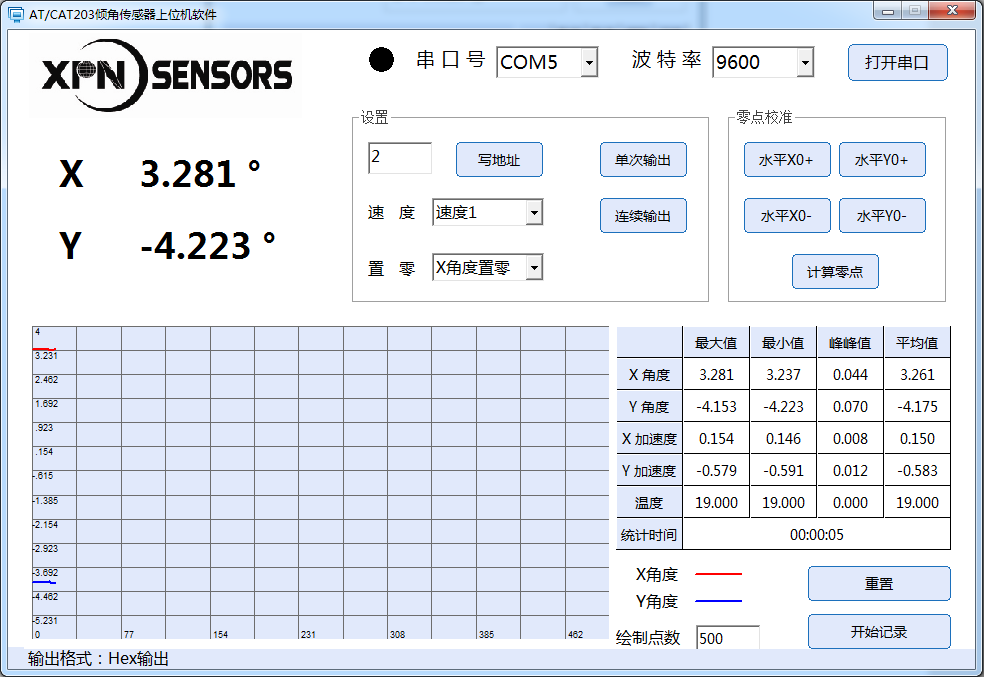 AT/CAT203倾角传感器上位机软件
XPN SENSORS
串口号 COM5 波特率 9600 打开串口
设置 零点校准
2 写地址 单次输出 水平X0+ 水平Y0+
X 3.281 °
速 度 速度1 连续输出 水平X0- 水平Y0-
Y -4.223 °
置 零 X角度置零 计算零点
最大值 最小值 峰峰值 平均值
X 角度 3.281 3.237 0.044 3.261
Y 角度 -4.153 -4.223 0.070 -4.175
X 加速度 0.154 0.146 0.008 0.150
Y 加速度 -0.579 -0.591 0.012 -0.583
温度 19.000 19.000 0.000 19.000
统计时间 00:00:05
4
3.231
2.462
1.692
.923
.154
-.615
-1.385
-2.154
-2.923
-3.692
-4.462
-5.231
0 77 154 231 308 385 462
X角度 重置
Y角度
绘制点数 500 开始记录
输出格式：Hex输出